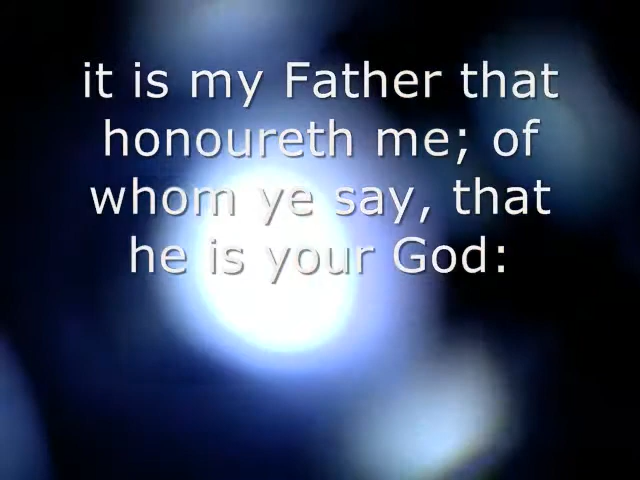 it is my Father that
honoureth me; of
whom ye say, that
he is your God: